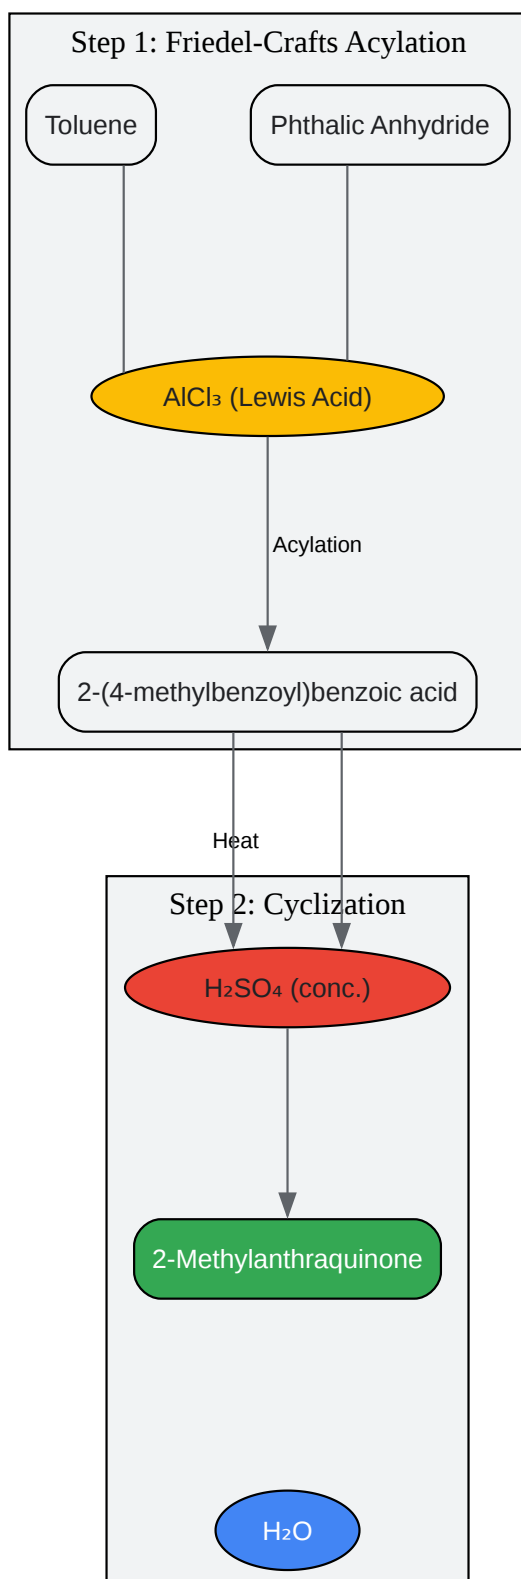 Step 1: Friedel-Crafts Acylation
Toluene
Phthalic Anhydride
AlCl₃ (Lewis Acid)
Acylation
2-(4-methylbenzoyl)benzoic acid
Heat
Step 2: Cyclization
H₂SO₄ (conc.)
2-Methylanthraquinone
H₂O